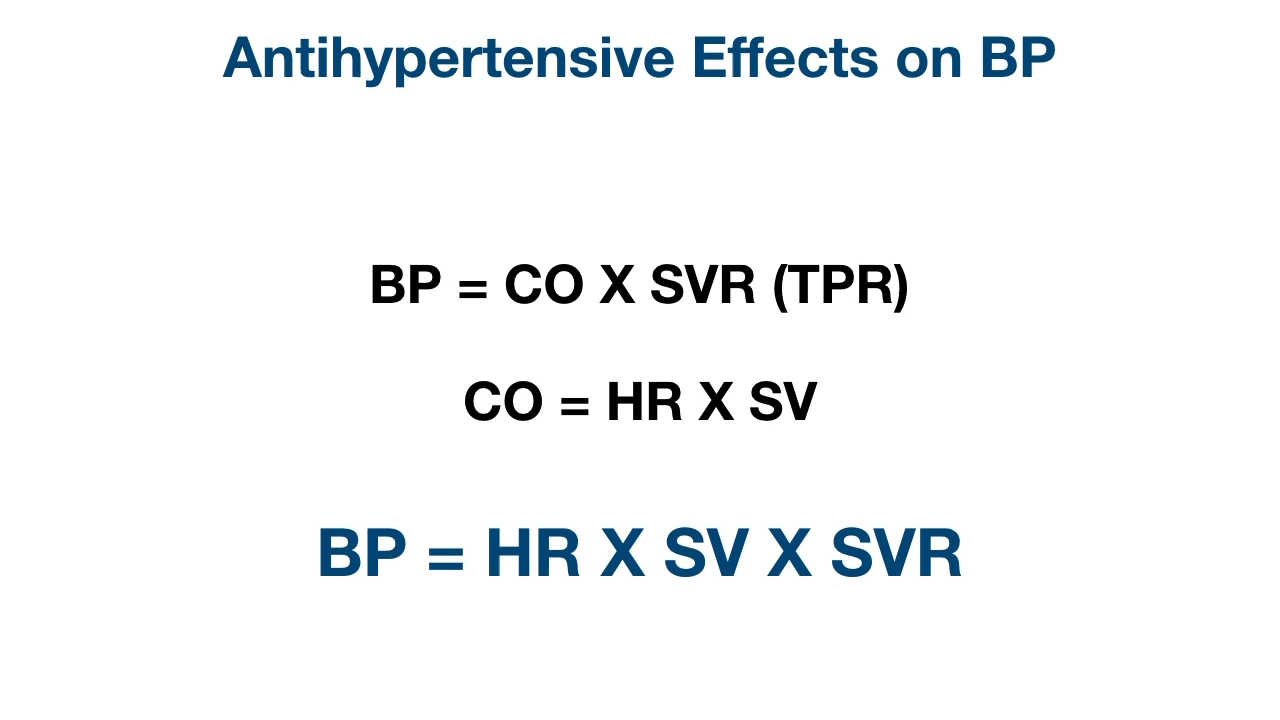 Antihypertensive Effects on BP
BP = CO X SVR (TPR)
CO = HR X SV
BP = HR X SV X SVR